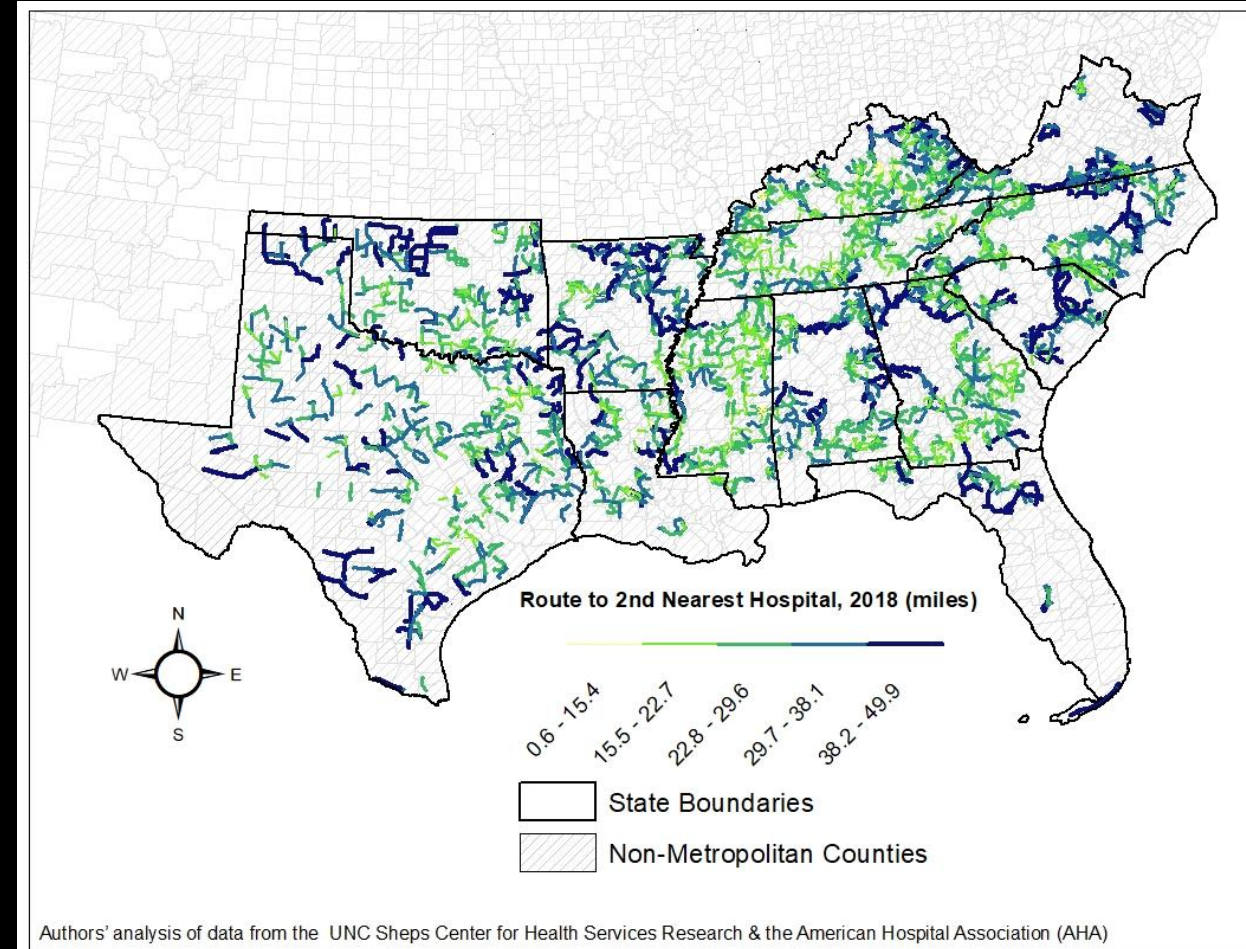 Route to 2nd Nearest Hospital, 2018 (miles)
0.6 - 15.4
15.5 - 22.7
22.8 - 29.6
29.7 - 38.1
38.2 - 49.9
N
W
E
S
State Boundaries
Non-Metropolitan Counties
Authors' analysis of data from the UNC Sheps Center for Health Services Research & the American Hospital Association (AHA)